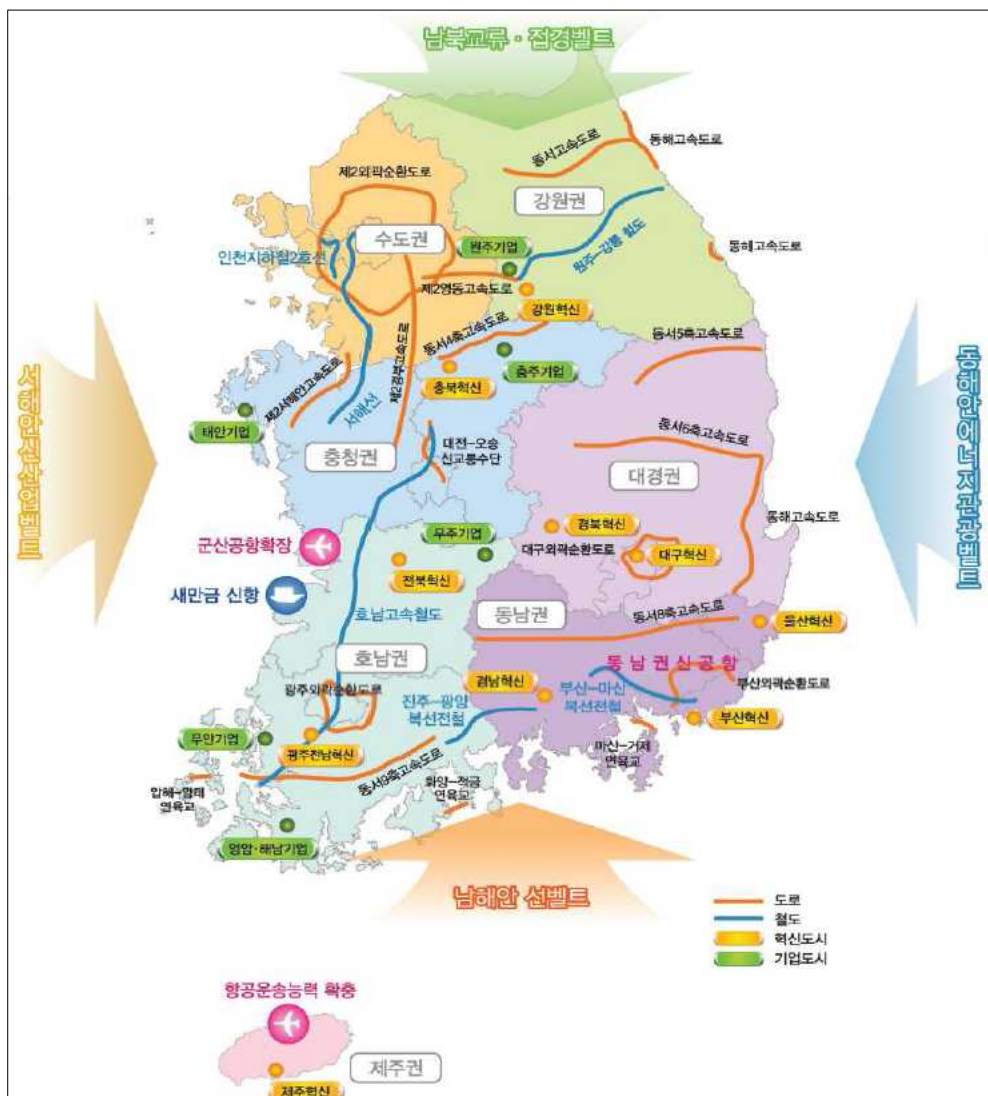 남북교류 · 접경벨트
동해고속도로
동서고속도로
제2외곽순환도로
강원권
수도권
원주기업
인천지하철2호선
원주-강릉 철도
동해고속도로
제2영동고속도로
강원혁신
동서4축고속도로
동서5축고속도로
제2경부고속도로
충주기업
충북혁신
제2서해안고속도로
서해선
태안기업
서해안신산업벨트
동해안에너지관광벨트
동서6축고속도로
대전-오송
신교통수단
충청권
대경권
동해고속도로
군산공항확장
무주기업
경북혁신
대구외곽순환도로
대구혁신
전북혁신
새만금 신항
호남고속철도
동남권
동서8축고속도로
울산혁신
호남권
동남권신공항
경남혁신
부산-마산
복선전철
부산외곽순환도로
광주외곽순환도로
진주-광양
복선전철
부산혁신
무안기업
광주전남혁신
마산-거제
연육교
동서9축고속도로
압해-암태
연육교
화양-적금
연육교
영암·해남기업
남해안 선벨트
도로
철도
혁신도시
기업도시
항공운송능력 확충
제주권
제주혁신